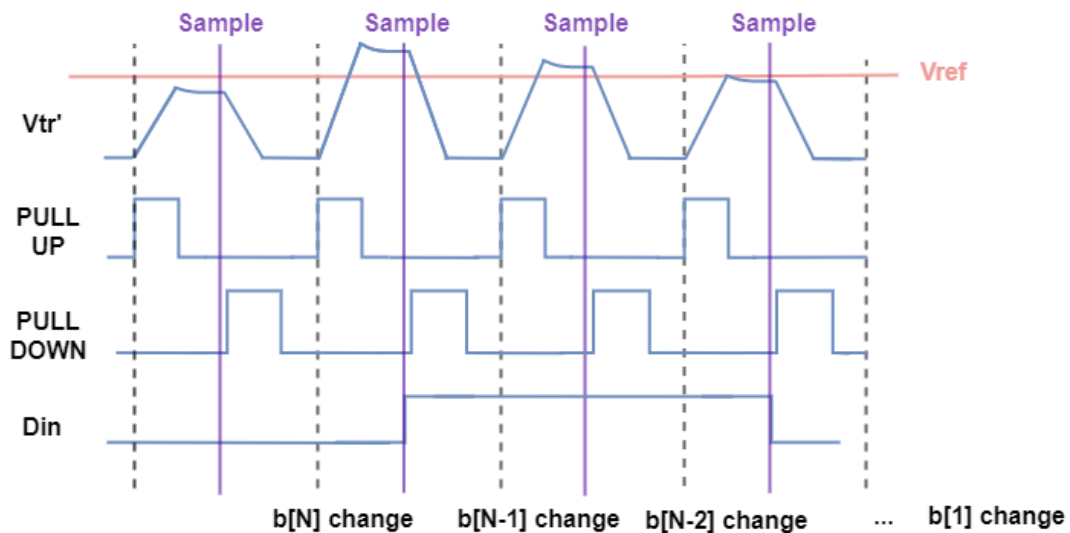 Sample Sample Sample Sample
Vref
Vtr'
PULL
UP
PULL
DOWN
Din
b[N] change b[N-1] change b[N-2] change ... b[1] change